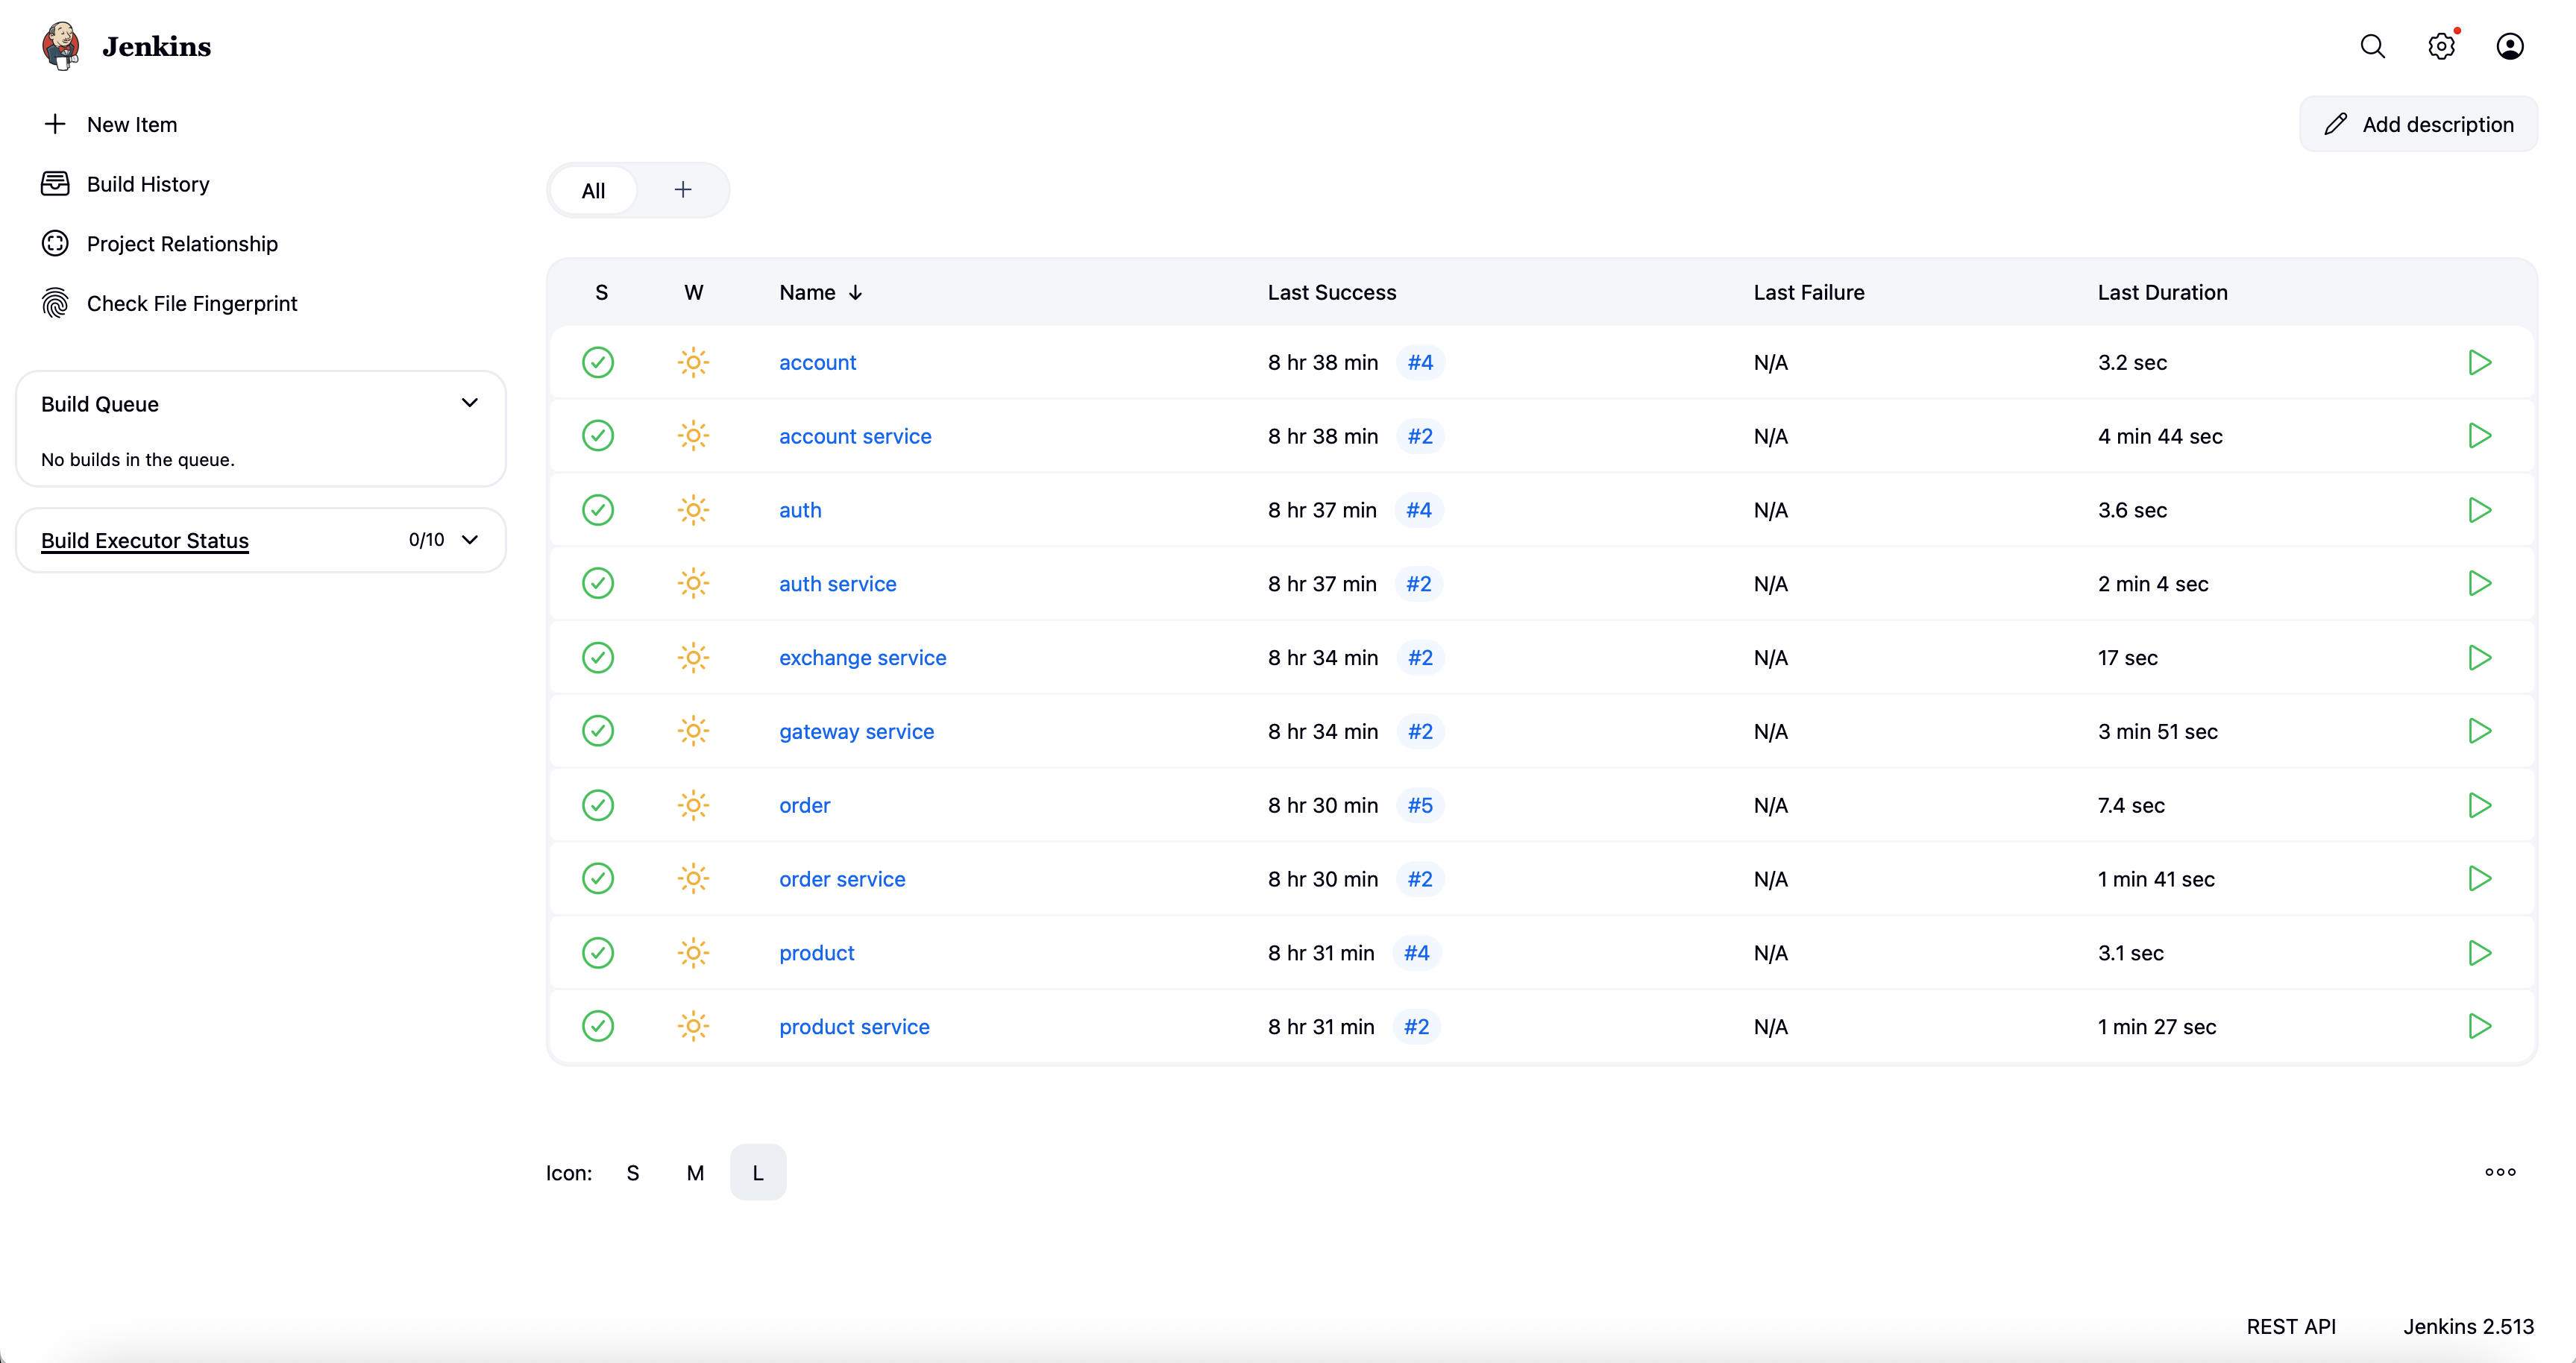 Jenkins
New Item
Build History
Project Relationship
Check File Fingerprint
Build Queue
No builds in the queue.
Build Executor Status 0/10
Add description
All +
S W Name ↓ Last Success Last Failure Last Duration
account 8 hr 38 min #4 N/A 3.2 sec
account service 8 hr 38 min #2 N/A 4 min 44 sec
auth 8 hr 37 min #4 N/A 3.6 sec
auth service 8 hr 37 min #2 N/A 2 min 4 sec
exchange service 8 hr 34 min #2 N/A 17 sec
gateway service 8 hr 34 min #2 N/A 3 min 51 sec
order 8 hr 30 min #5 N/A 7.4 sec
order service 8 hr 30 min #2 N/A 1 min 41 sec
product 8 hr 31 min #4 N/A 3.1 sec
product service 8 hr 31 min #2 N/A 1 min 27 sec
Icon: S M L
REST API Jenkins 2.513